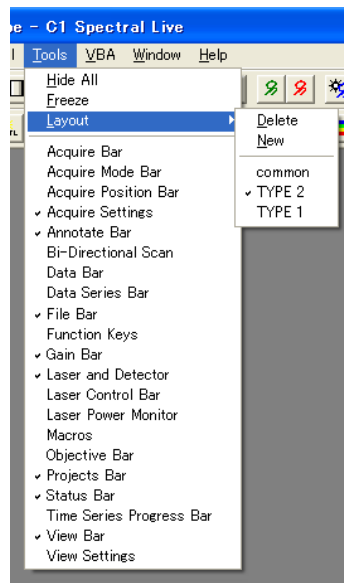 - C1 Spectral Live
Tools VBA Window Help
Hide All
Freeze
Layout
Delete
New
common
TYPE 2
TYPE 1
Acquire Bar
Acquire Mode Bar
Acquire Position Bar
Acquire Settings
Annotate Bar
Bi-Directional Scan
Data Bar
Data Series Bar
File Bar
Function Keys
Gain Bar
Laser and Detector
Laser Control Bar
Laser Power Monitor
Macros
Objective Bar
Projects Bar
Status Bar
Time Series Progress Bar
View Bar
View Settings